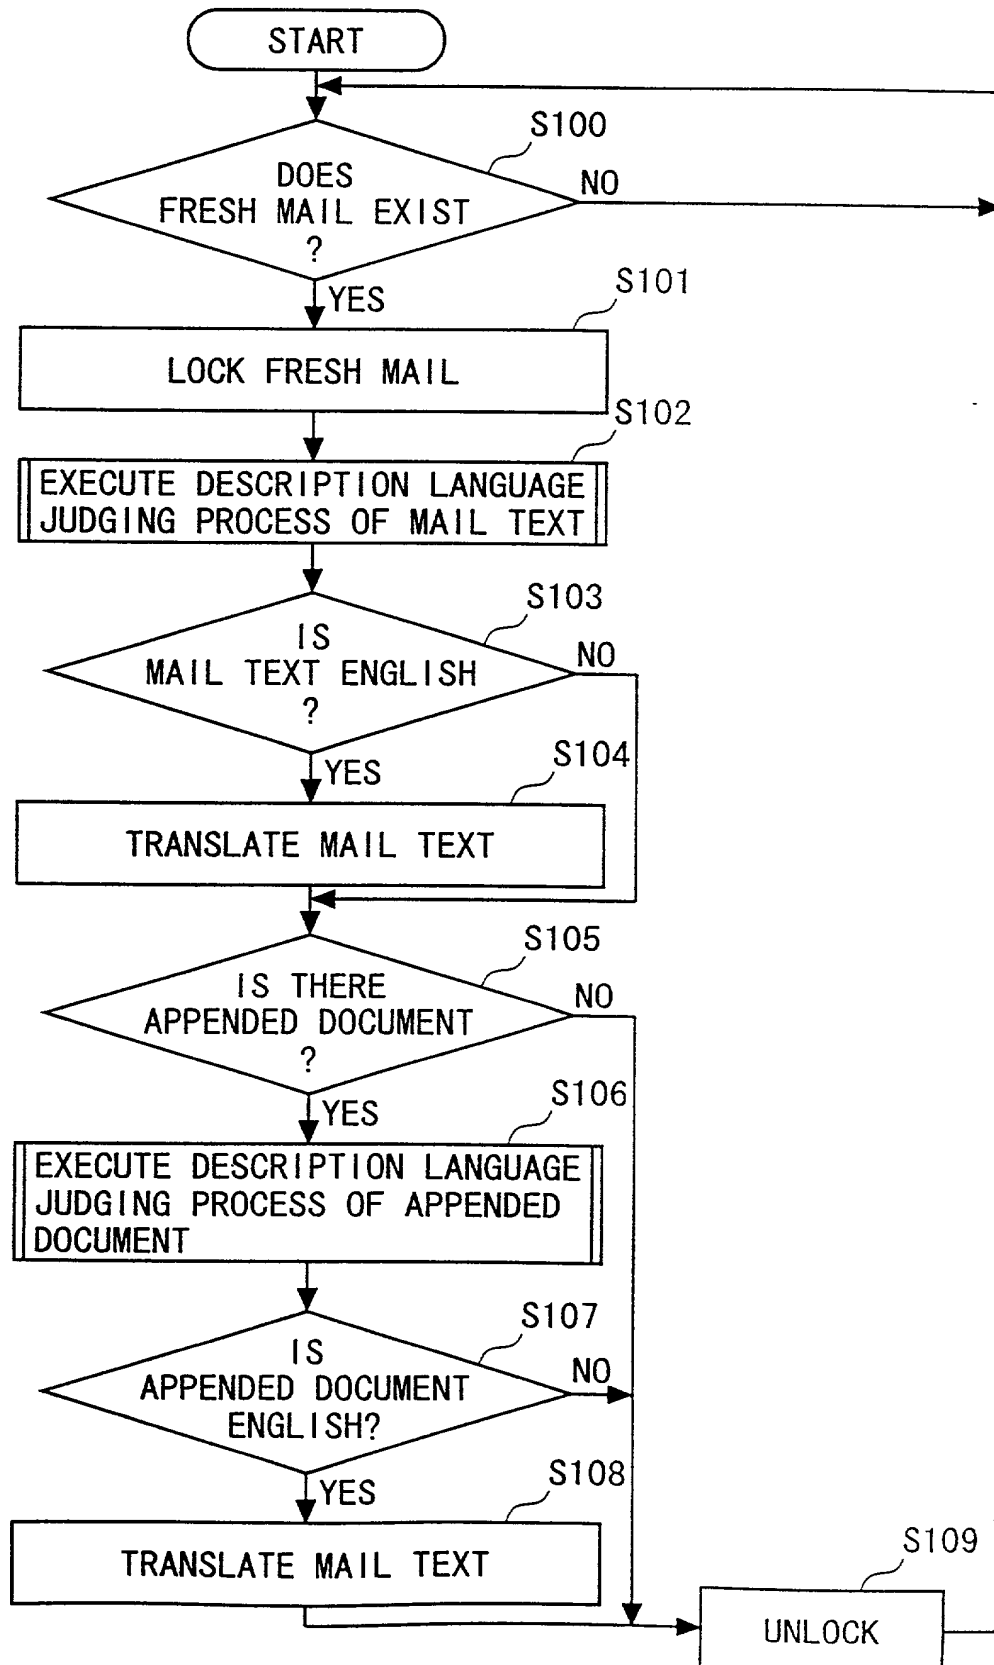 START
S100
DOES
FRESH MAIL EXIST
?
NO
YES
S101
LOCK FRESH MAIL
S102
EXECUTE DESCRIPTION LANGUAGE
JUDGING PROCESS OF MAIL TEXT
S103
IS
MAIL TEXT ENGLISH
?
NO
YES
S104
TRANSLATE MAIL TEXT
S105
IS THERE
APPENDED DOCUMENT
?
NO
YES
S106
EXECUTE DESCRIPTION LANGUAGE
JUDGING PROCESS OF APPENDED
DOCUMENT
S107
IS
APPENDED DOCUMENT
ENGLISH?
NO
YES
S108
TRANSLATE MAIL TEXT
S109
UNLOCK